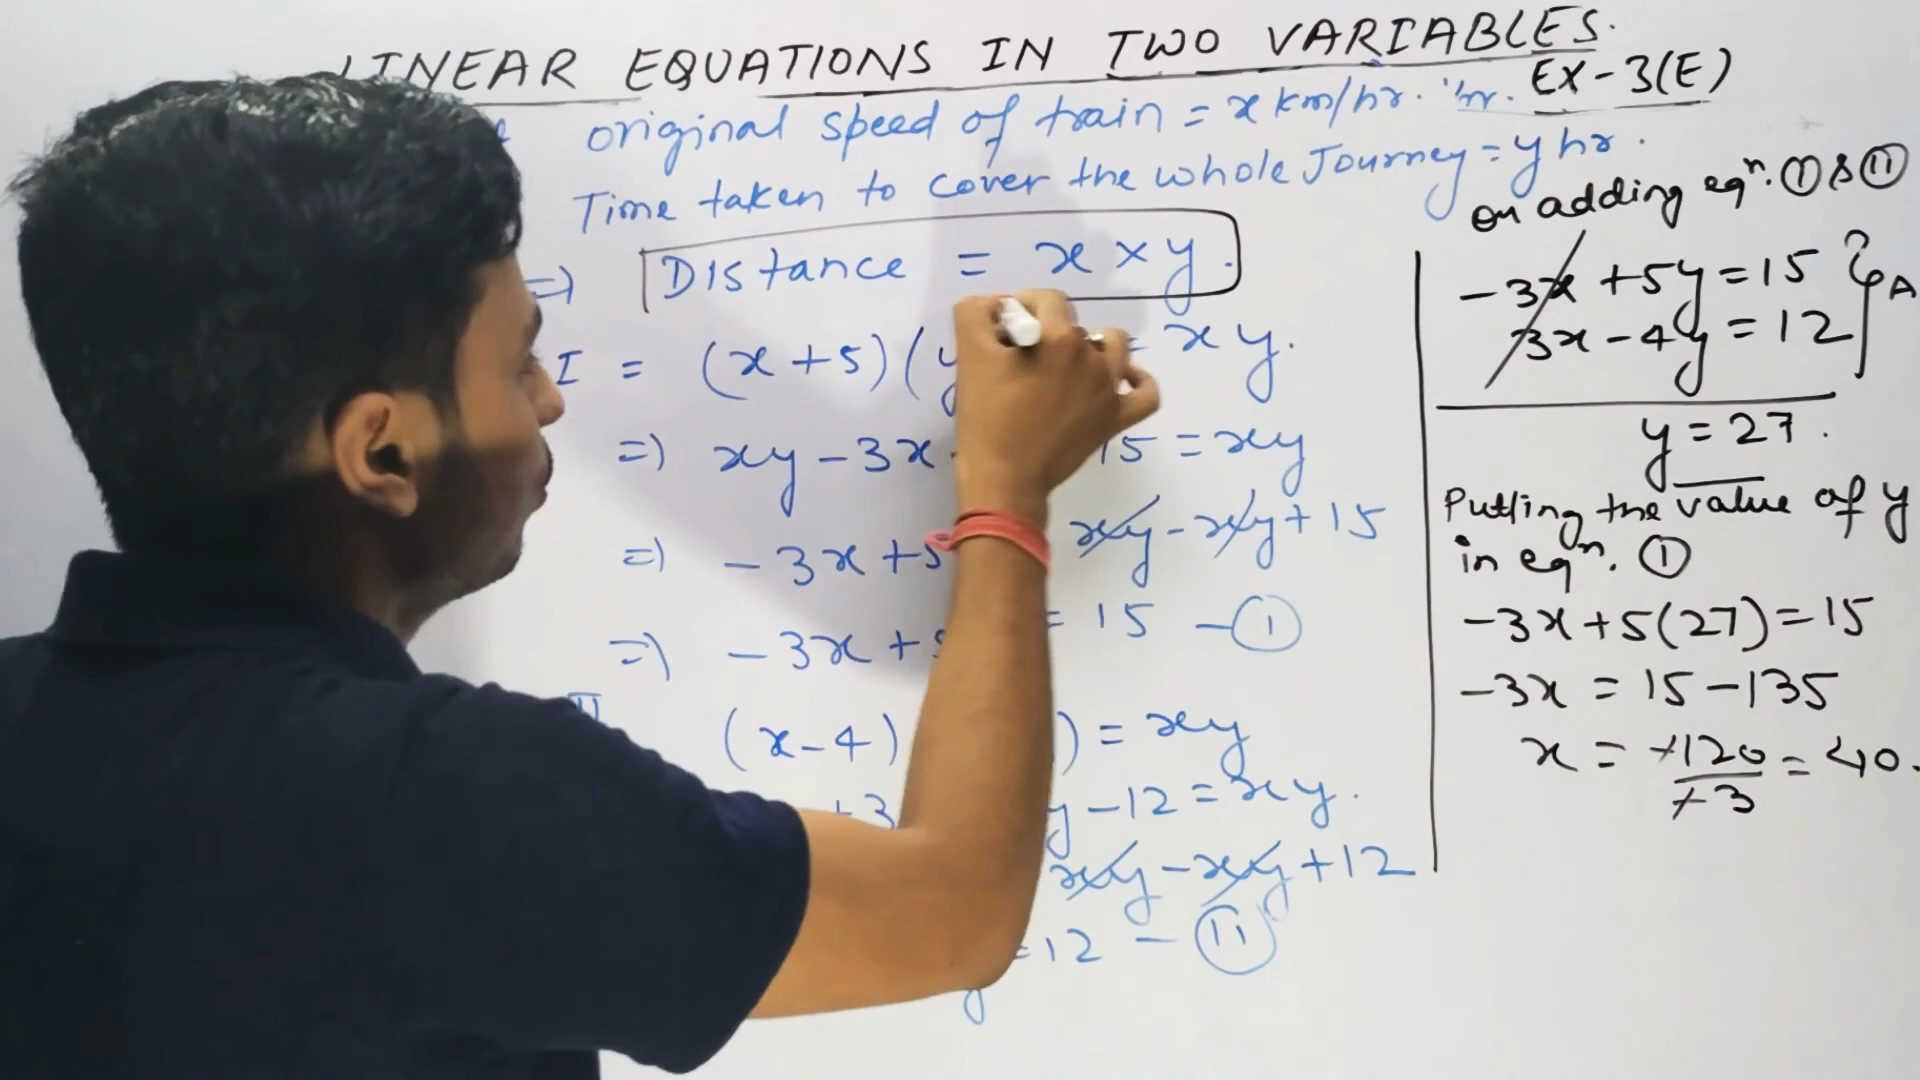 LINEAR EQUATIONS IN TWO VARIABLES.
EX-3(E)
original speed of train = x km/hr.
Time taken to cover the whole Journey = y hr.
=) Distance = x × y.
I = (x+5)(y = xy.
=) xy - 3x 15 = xy
=) -3x + 5 xy - xy + 15
=) -3x + 5 = 15 - (1)
II
(x-4) ) = xy
+3 y - 12 = xy.
xy - xy + 12
= 12 - (11)
on adding eqn. (1) & (11)
-3x + 5y = 15 } A
3x - 4y = 12
y = 27.
Putting the value of y
in eqn. (1)
-3x + 5(27) = 15
-3x = 15 - 135
x = -120/-3 = 40.